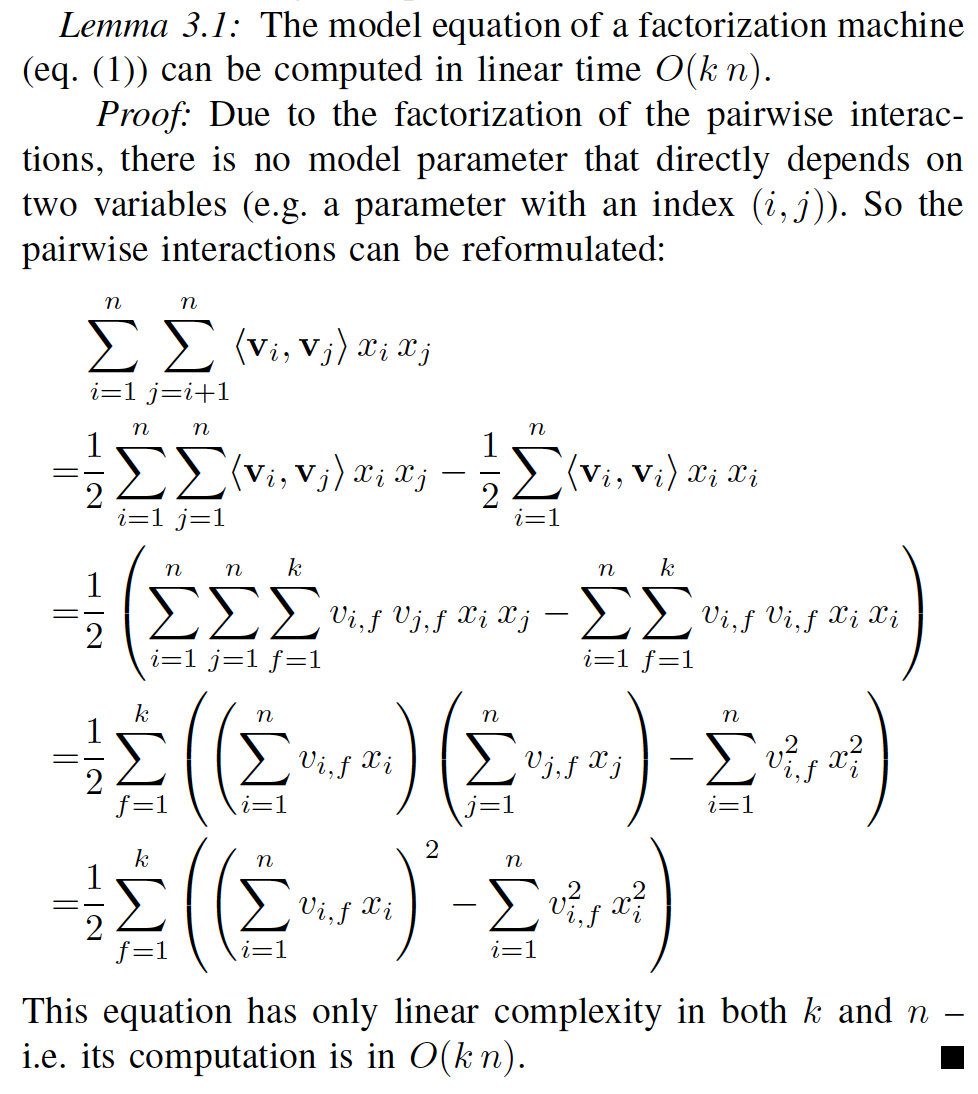 Lemma 3.1: The model equation of a factorization machine
(eq. (1)) can be computed in linear time O(k n).
Proof: Due to the factorization of the pairwise interac-
tions, there is no model parameter that directly depends on
two variables (e.g. a parameter with an index (i, j)). So the
pairwise interactions can be reformulated:
\sum_{i=1}^{n} \sum_{j=i+1}^{n} \langle \mathbf{v}_i, \mathbf{v}_j \rangle x_i x_j
= \frac{1}{2} \sum_{i=1}^{n} \sum_{j=1}^{n} \langle \mathbf{v}_i, \mathbf{v}_j \rangle x_i x_j - \frac{1}{2} \sum_{i=1}^{n} \langle \mathbf{v}_i, \mathbf{v}_i \rangle x_i x_i
= \frac{1}{2} \left( \sum_{i=1}^{n} \sum_{j=1}^{n} \sum_{f=1}^{k} v_{i,f} v_{j,f} x_i x_j - \sum_{i=1}^{n} \sum_{f=1}^{k} v_{i,f} v_{i,f} x_i x_i \right)
= \frac{1}{2} \sum_{f=1}^{k} \left( \left( \sum_{i=1}^{n} v_{i,f} x_i \right) \left( \sum_{j=1}^{n} v_{j,f} x_j \right) - \sum_{i=1}^{n} v_{i,f}^2 x_i^2 \right)
= \frac{1}{2} \sum_{f=1}^{k} \left( \left( \sum_{i=1}^{n} v_{i,f} x_i \right)^2 - \sum_{i=1}^{n} v_{i,f}^2 x_i^2 \right)
This equation has only linear complexity in both k and n –
i.e. its computation is in O(k n). ■